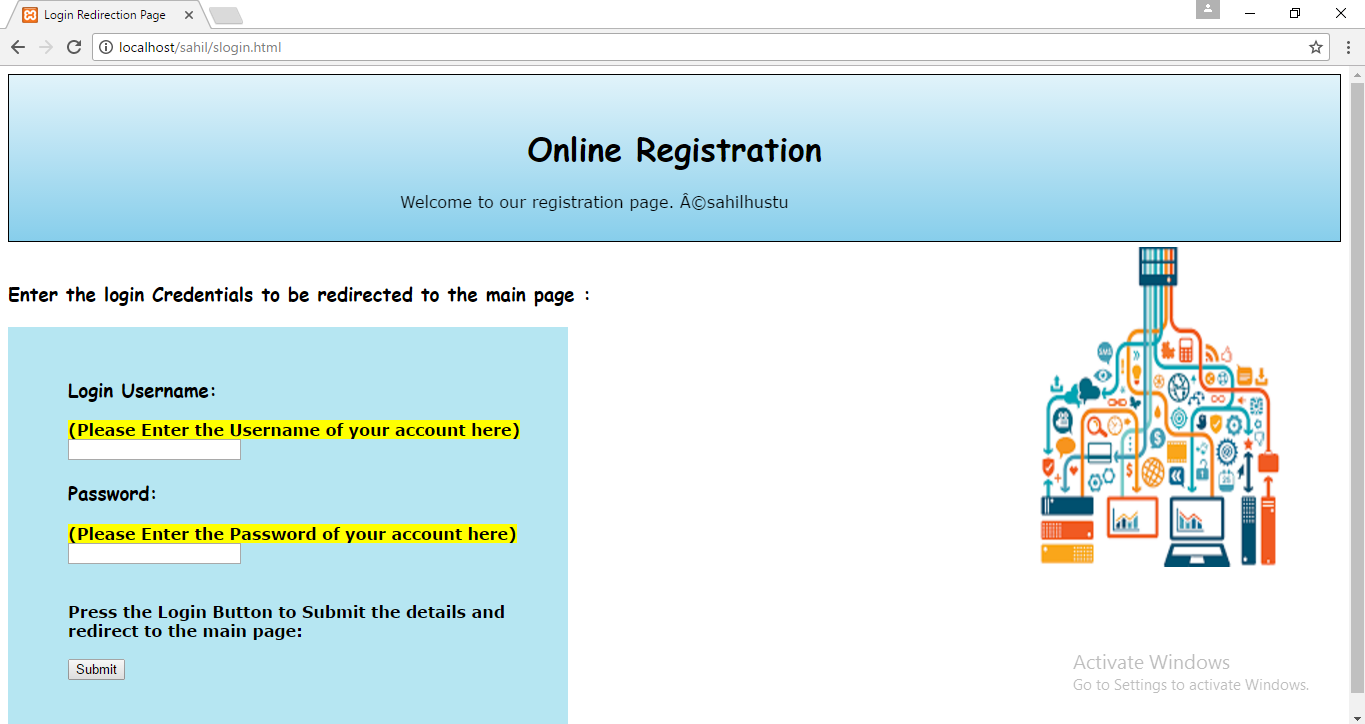 Login Redirection Page
localhost/sahil/slogin.html
Online Registration
Welcome to our registration page. Â©sahilhustu
Enter the login Credentials to be redirected to the main page :
Login Username:
(Please Enter the Username of your account here)
Password:
(Please Enter the Password of your account here)
Press the Login Button to Submit the details and
redirect to the main page:
Submit
SMS
$
$
25
Activate Windows
Go to Settings to activate Windows.